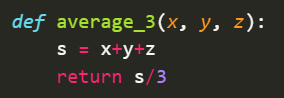 def average_3(x, y, z):
    s = x+y+z
    return s/3